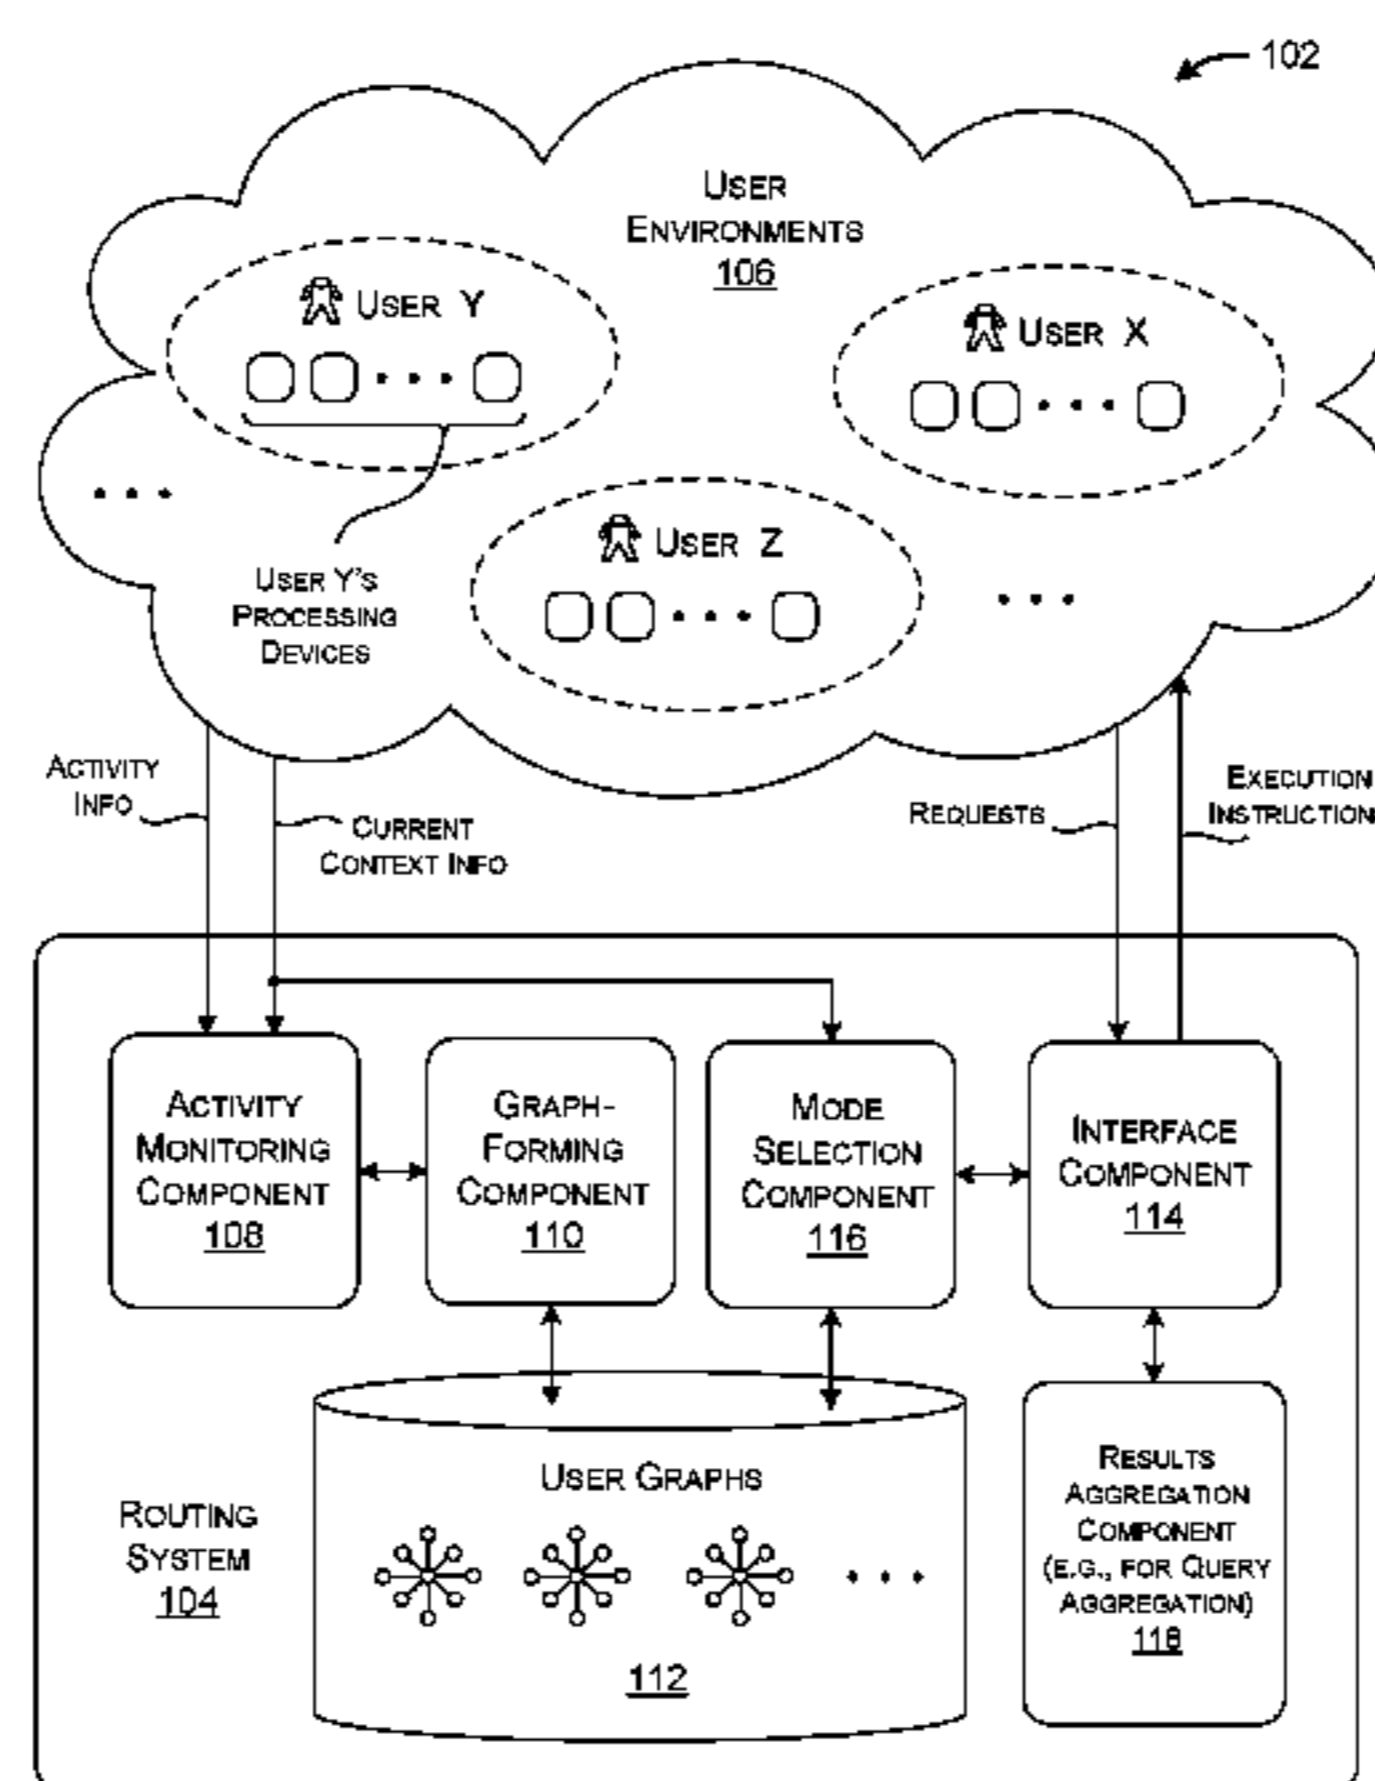 102
USER
ENVIRONMENTS
106
USER Y
USER X
USER Z
USER Y'S
PROCESSING
DEVICES
ACTIVITY
INFO
CURRENT
CONTEXT INFO
REQUESTS
EXECUTION
INSTRUCTION
ACTIVITY
MONITORING
COMPONENT
108
GRAPH-
FORMING
COMPONENT
110
MODE
SELECTION
COMPONENT
116
INTERFACE
COMPONENT
114
USER GRAPHS
112
ROUTING
SYSTEM
104
RESULTS
AGGREGATION
COMPONENT
(E.G., FOR QUERY
AGGREGATION)
118